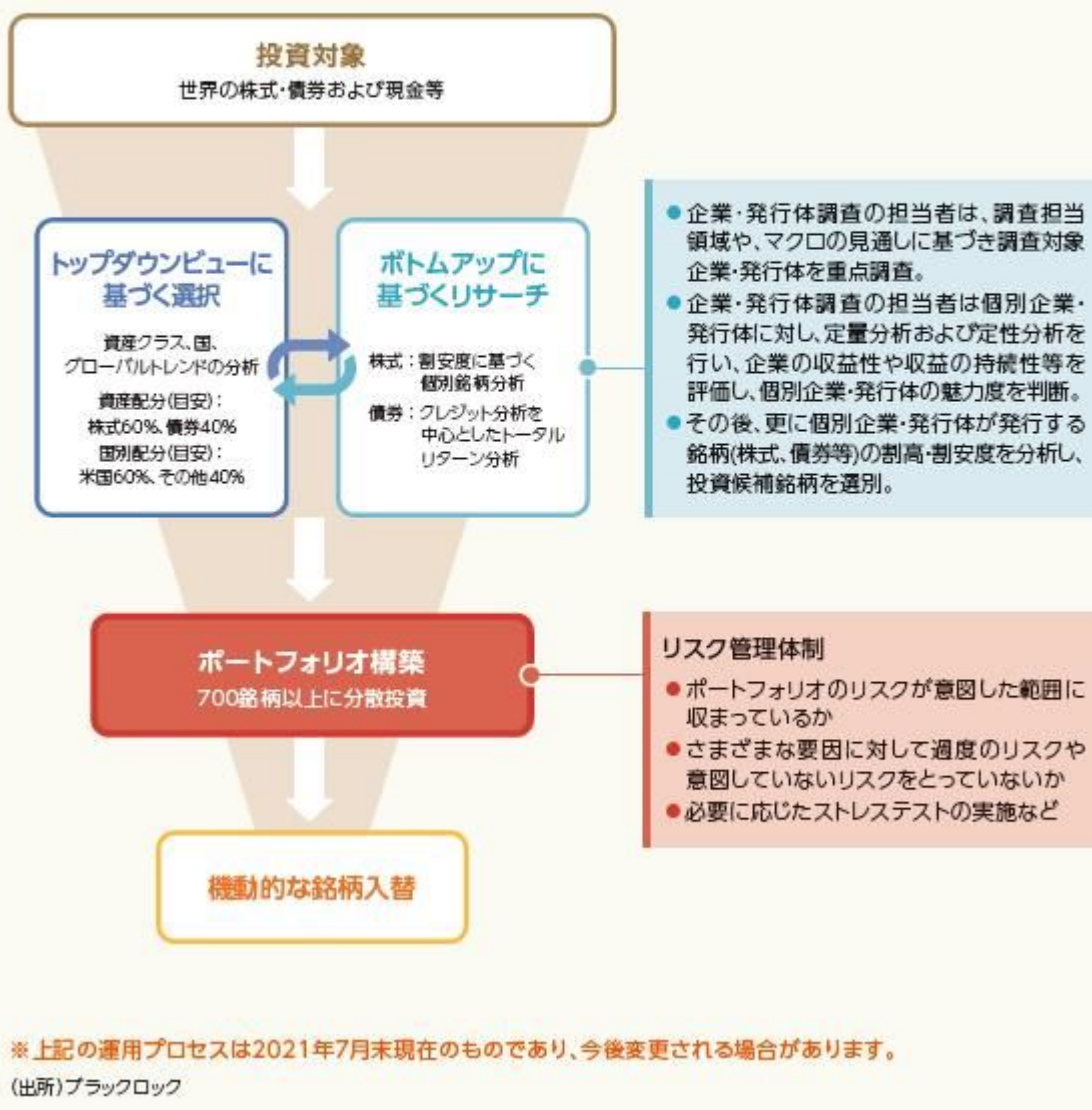 投資対象
世界の株式・債券および現金等
トップダウンビューに
基づく選択
資産クラス、国、
グローバルトレンドの分析
資産配分(目安)：
株式60%、債券40%
国別配分(目安)：
米国60%、その他40%
ボトムアップに
基づくリサーチ
株式：割安度に基づく
個別銘柄分析
債券：クレジット分析を
中心としたトータル
リターン分析
●企業・発行体調査の担当者は、調査担当
領域や、マクロの見通しに基づき調査対象
企業・発行体を重点調査。
●企業・発行体調査の担当者は個別企業・
発行体に対し、定量分析および定性分析を
行い、企業の収益性や収益の持続性等を
評価し、個別企業・発行体の魅力度を判断。
●その後、更に個別企業・発行体が発行する
銘柄(株式、債券等)の割高・割安度を分析し、
投資候補銘柄を選別。
ポートフォリオ構築
700銘柄以上に分散投資
リスク管理体制
●ポートフォリオのリスクが意図した範囲に
収まっているか
●さまざまな要因に対して過度のリスクや
意図していないリスクをとっていないか
●必要に応じたストレステストの実施など
機動的な銘柄入替
※上記の運用プロセスは2021年7月末現在のものであり、今後変更される場合があります。
(出所)ブラックロック